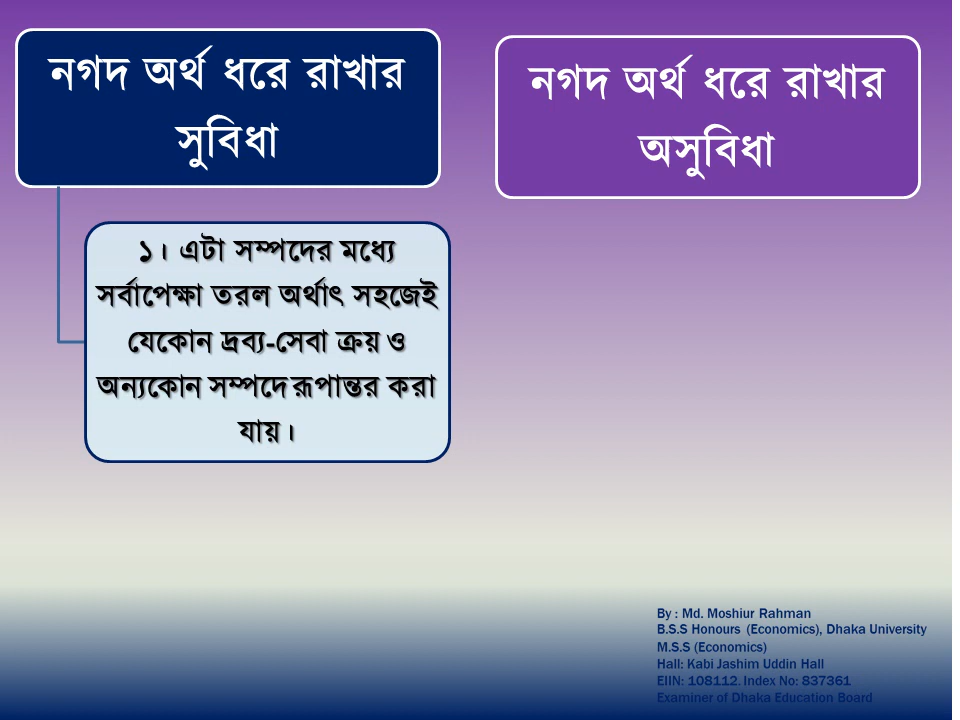 নগদ অর্থ ধরে রাখার
সুবিধা
১। এটা সম্পদের মধ্যে
সর্বাপেক্ষা তরল অর্থাৎ সহজেই
যেকোন দ্রব্য-সেবা ক্রয় ও
অন্যকোন সম্পদে রূপান্তর করা
যায়।
নগদ অর্থ ধরে রাখার
অসুবিধা
By : Md. Moshiur Rahman
B.S.S Honours (Economics), Dhaka University
M.S.S (Economics)
Hall: Kabi Jashim Uddin Hall
EIIN: 108112. Index No: 837361
Examiner of Dhaka Education Board